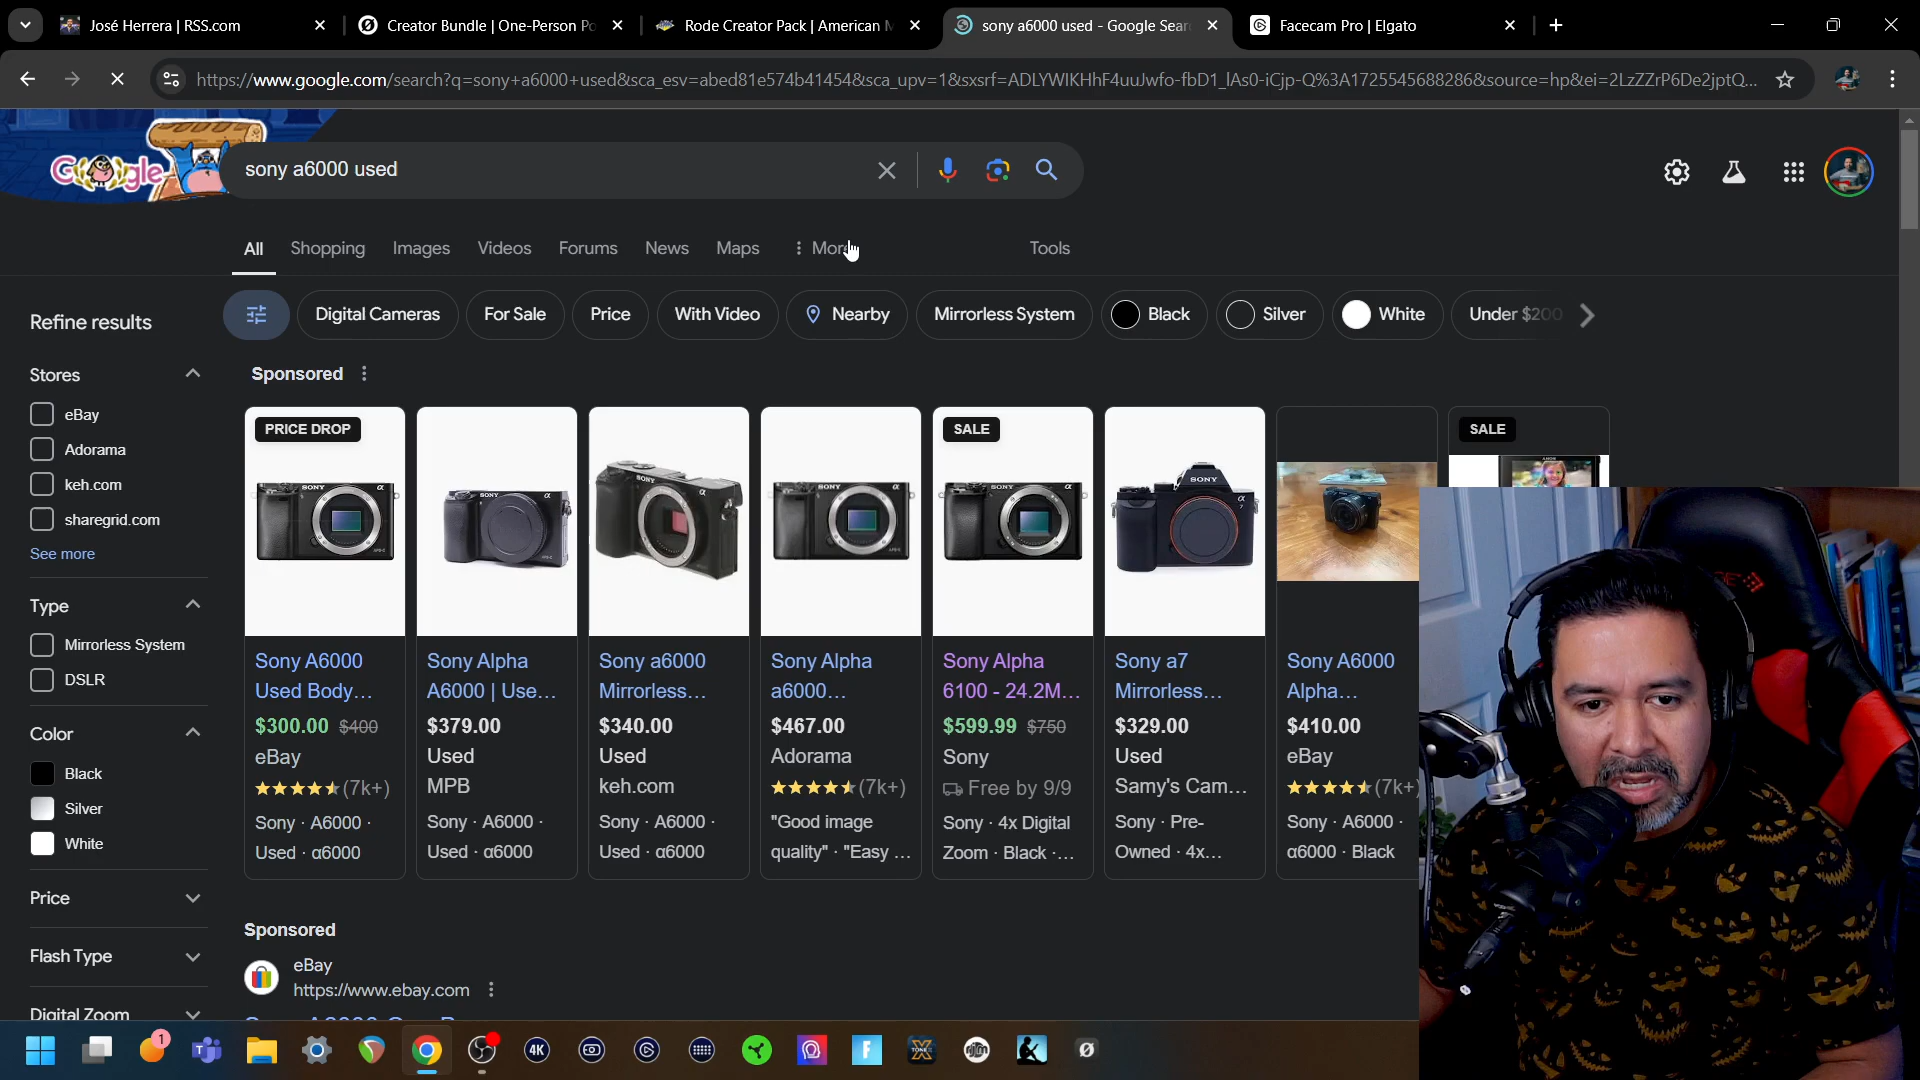 José Herrera | RSS.com
Creator Bundle | One-Person Po
Rode Creator Pack | American M
sony a6000 used - Google Sear
Facecam Pro | Elgato
https://www.google.com/search?q=sony+a6000+used&sca_esv=abed81e574b41454&sca_upv=1&sxsrf=ADLYWIKHhF4uuJwfo-fbD1_lAs0-iCjp-Q%3A1725545688286&source=hp&ei=2LzZZrP6De2jptQ...
Google
sony a6000 used
All
Shopping
Images
Videos
Forums
News
Maps
More
Tools
Refine results
Digital Cameras
For Sale
Price
With Video
Nearby
Mirrorless System
Black
Silver
White
Under $200
Stores
eBay
Adorama
keh.com
sharegrid.com
See more
Type
Mirrorless System
DSLR
Color
Black
Silver
White
Price
Flash Type
Digital Zoom
Sponsored
PRICE DROP
SALE
SALE
Sony A6000
Used Body...
$300.00 $400
eBay
(7k+)
Sony · A6000 ·
Used · α6000
Sony Alpha
A6000 | Use...
$379.00
Used
MPB
Sony · A6000 ·
Used · α6000
Sony a6000
Mirrorless...
$340.00
Used
keh.com
Sony · A6000 ·
Used · α6000
Sony Alpha
a6000...
$467.00
Adorama
(7k+)
"Good image
quality" · "Easy ...
Sony Alpha
6100 - 24.2M...
$599.99 $750
Sony
Free by 9/9
Sony · 4x Digital
Zoom · Black ·...
Sony a7
Mirrorless...
$329.00
Used
Samy's Cam...
Sony · Pre-
Owned · 4x...
Sony A6000
Alpha...
$410.00
eBay
(7k+)
Sony · A6000 ·
α6000 · Black
Sponsored
eBay
https://www.ebay.com
1
4K